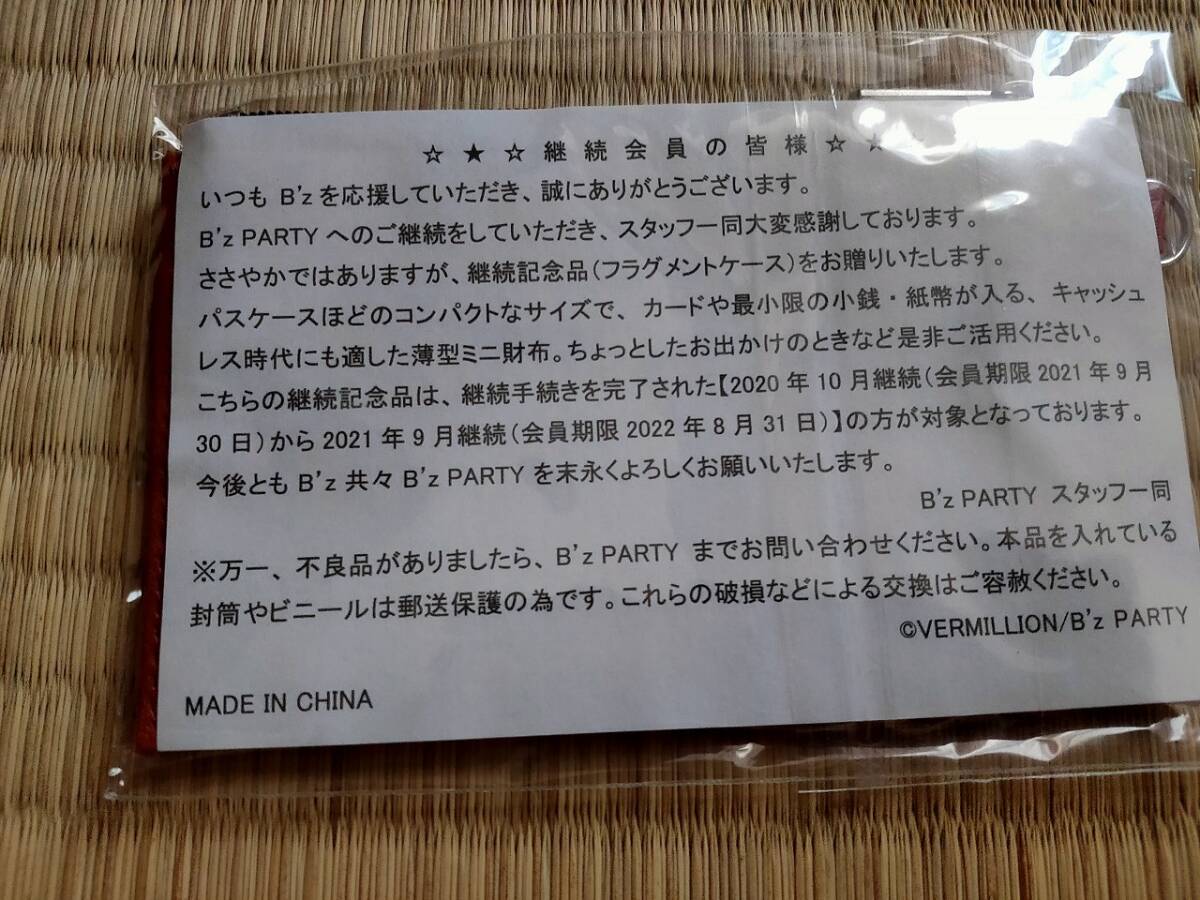 ☆★☆継続会員の皆様☆★
いつも B'zを応援していただき、誠にありがとうございます。
B'z PARTY へのご継続をしていただき、スタッフ一同大変感謝しております。
ささやかではありますが、継続記念品（フラグメントケース）をお贈りいたします。
パスケースほどのコンパクトなサイズで、カードや最小限の小銭・紙幣が入る、キャッシュ
レス時代にも適した薄型ミニ財布。ちょっとしたお出かけのときなど是非ご活用ください。
こちらの継続記念品は、継続手続きを完了された【2020 年 10 月継続（会員期限 2021 年 9 月
30 日）から 2021 年 9 月継続（会員期限 2022 年 8 月 31 日）】の方が対象となっております。
今後とも B'z 共々 B'z PARTY を末永くよろしくお願いいたします。
B'z PARTY スタッフ一同
※万一、不良品がありましたら、B'z PARTY までお問い合わせください。本品を入れている
封筒やビニールは郵送保護の為です。これらの破損などによる交換はご容赦ください。
©VERMILLION/B'z PARTY
MADE IN CHINA